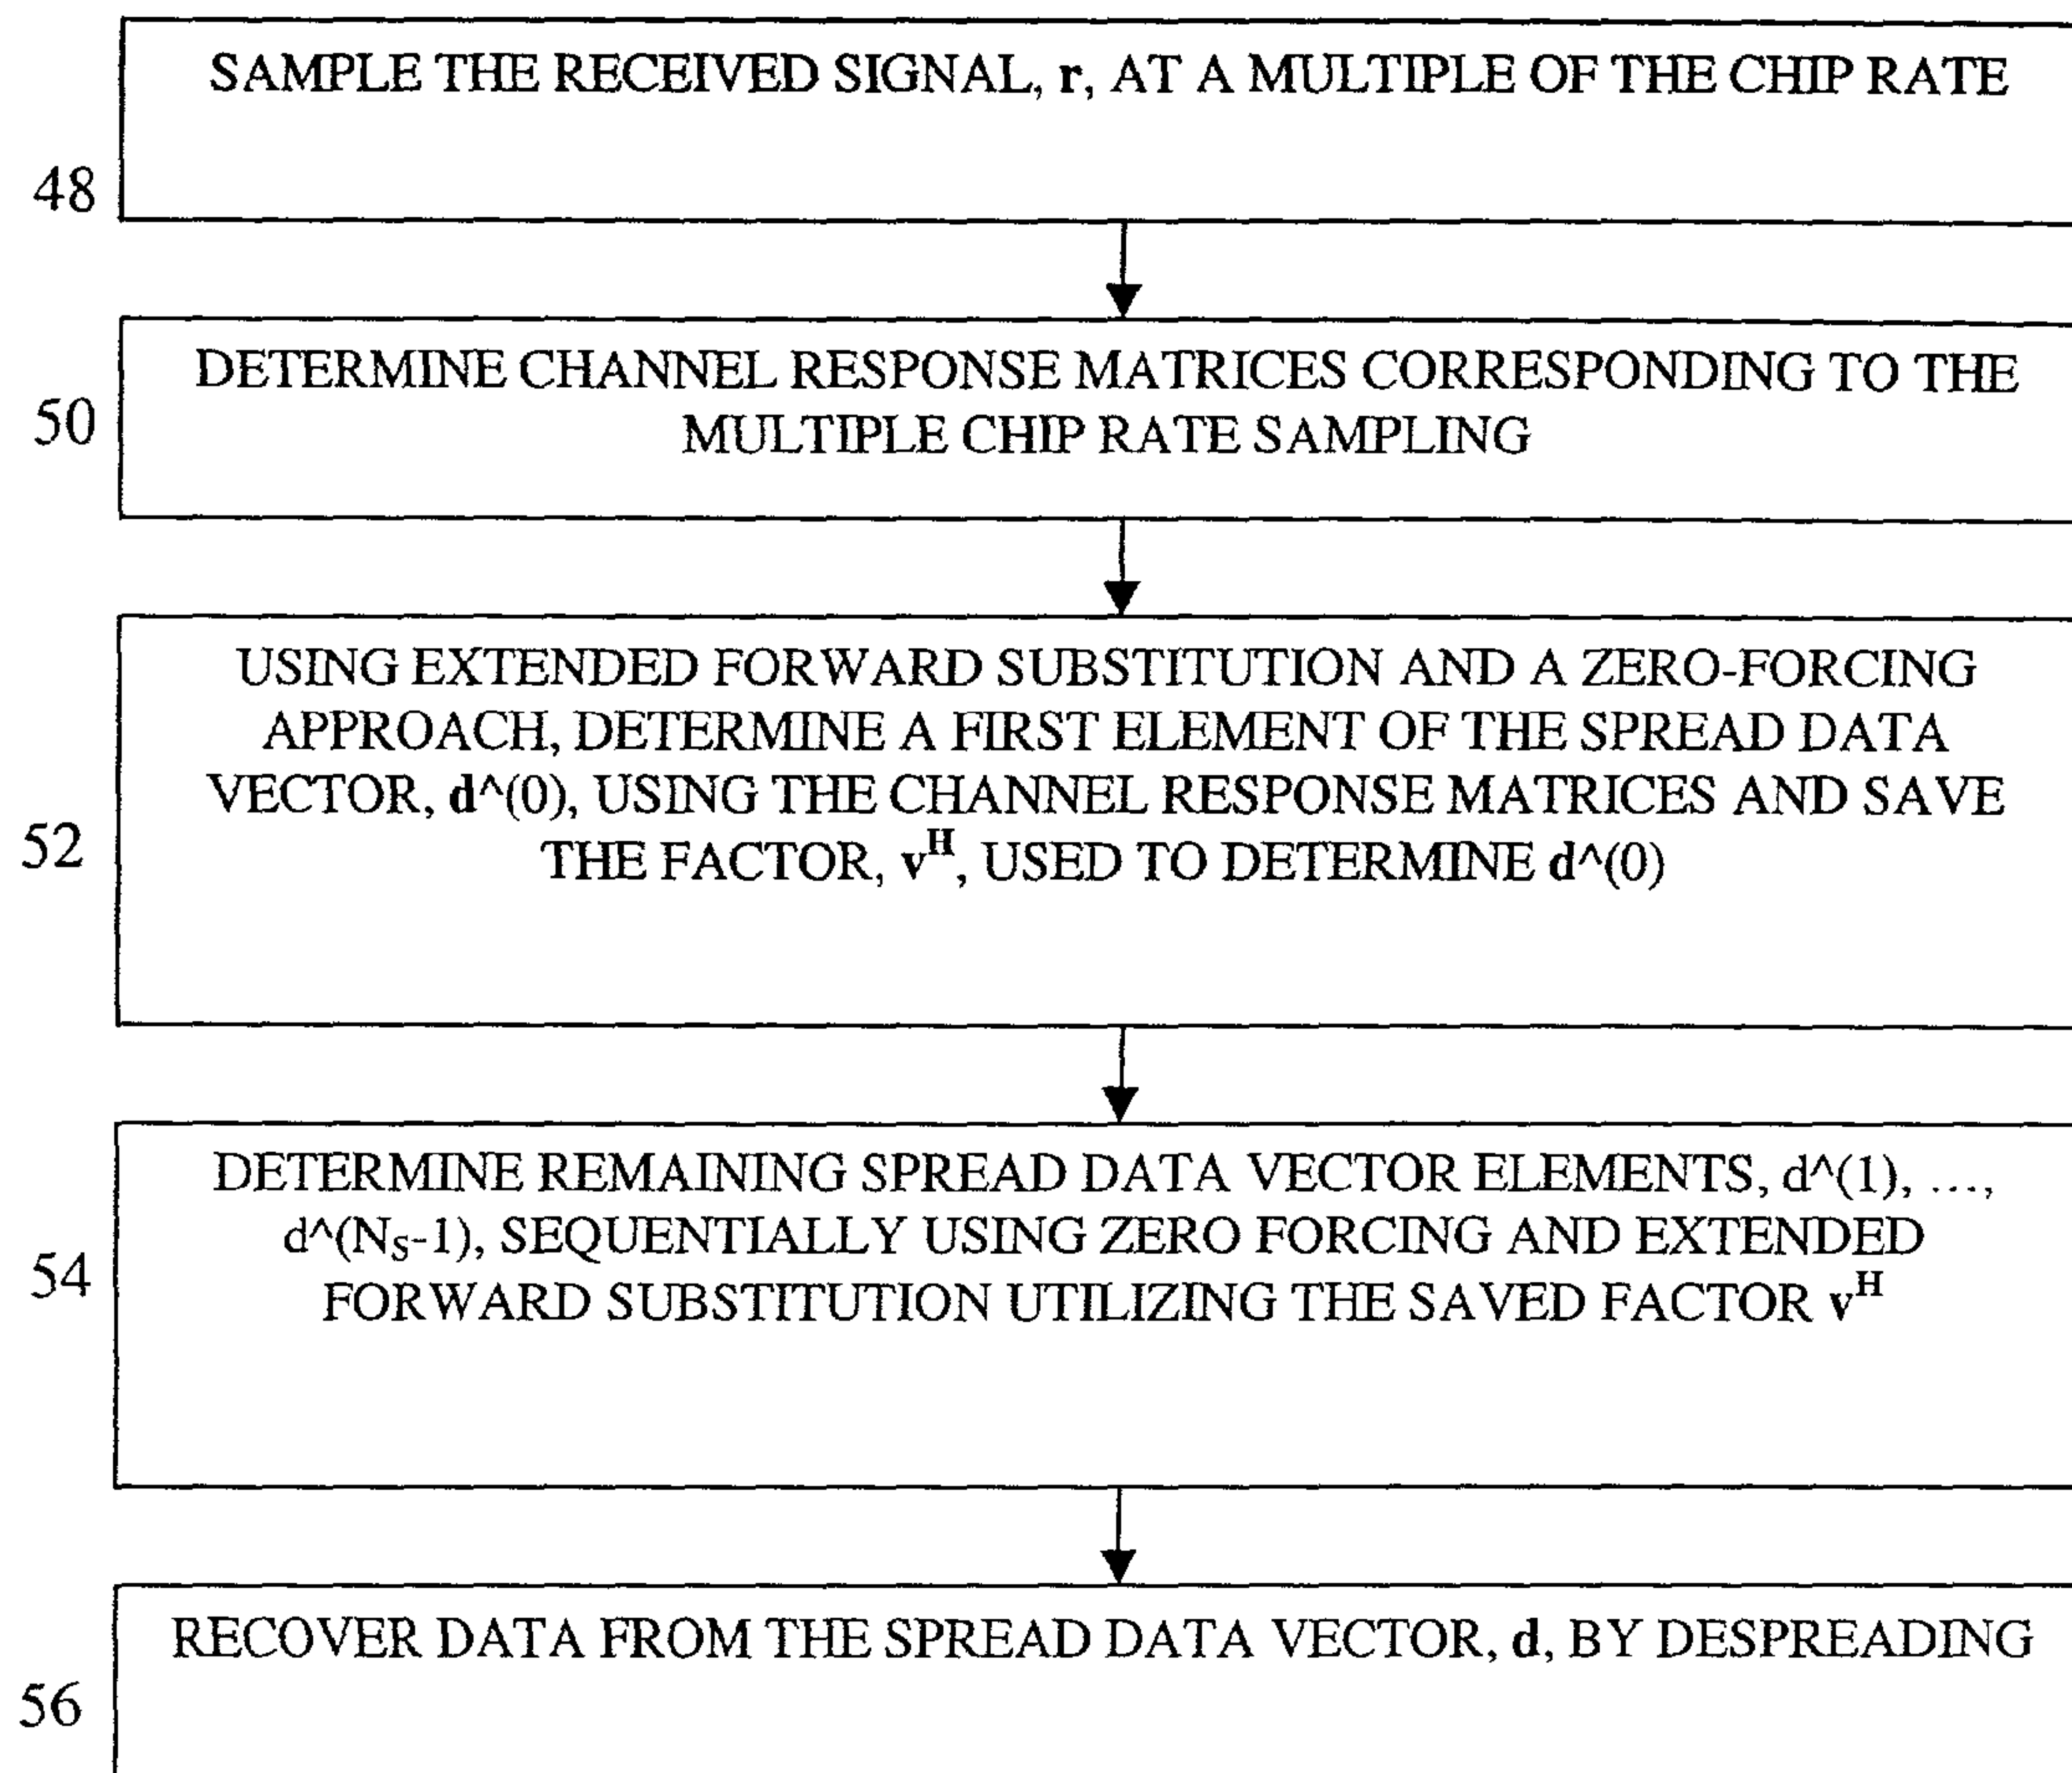 SAMPLE THE RECEIVED SIGNAL, r, AT A MULTIPLE OF THE CHIP RATE
48
DETERMINE CHANNEL RESPONSE MATRICES CORRESPONDING TO THE
MULTIPLE CHIP RATE SAMPLING
50
USING EXTENDED FORWARD SUBSTITUTION AND A ZERO-FORCING
APPROACH, DETERMINE A FIRST ELEMENT OF THE SPREAD DATA
VECTOR, d^(0), USING THE CHANNEL RESPONSE MATRICES AND SAVE
THE FACTOR, v^H, USED TO DETERMINE d^(0)
52
DETERMINE REMAINING SPREAD DATA VECTOR ELEMENTS, d^(1), ...,
d^(N_S-1), SEQUENTIALLY USING ZERO FORCING AND EXTENDED
FORWARD SUBSTITUTION UTILIZING THE SAVED FACTOR v^H
54
RECOVER DATA FROM THE SPREAD DATA VECTOR, d, BY DESPREADING
56